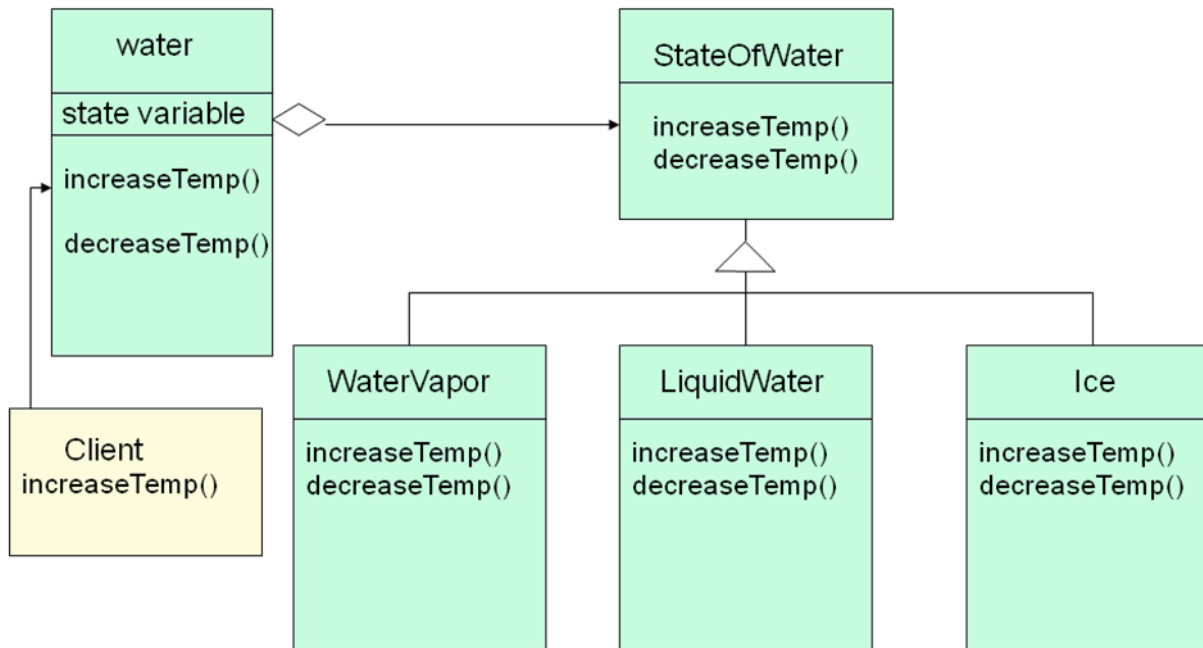 water
state variable
increaseTemp()
decreaseTemp()
StateOfWater
increaseTemp()
decreaseTemp()
Client
increaseTemp()
WaterVapor
increaseTemp()
decreaseTemp()
LiquidWater
increaseTemp()
decreaseTemp()
Ice
increaseTemp()
decreaseTemp()